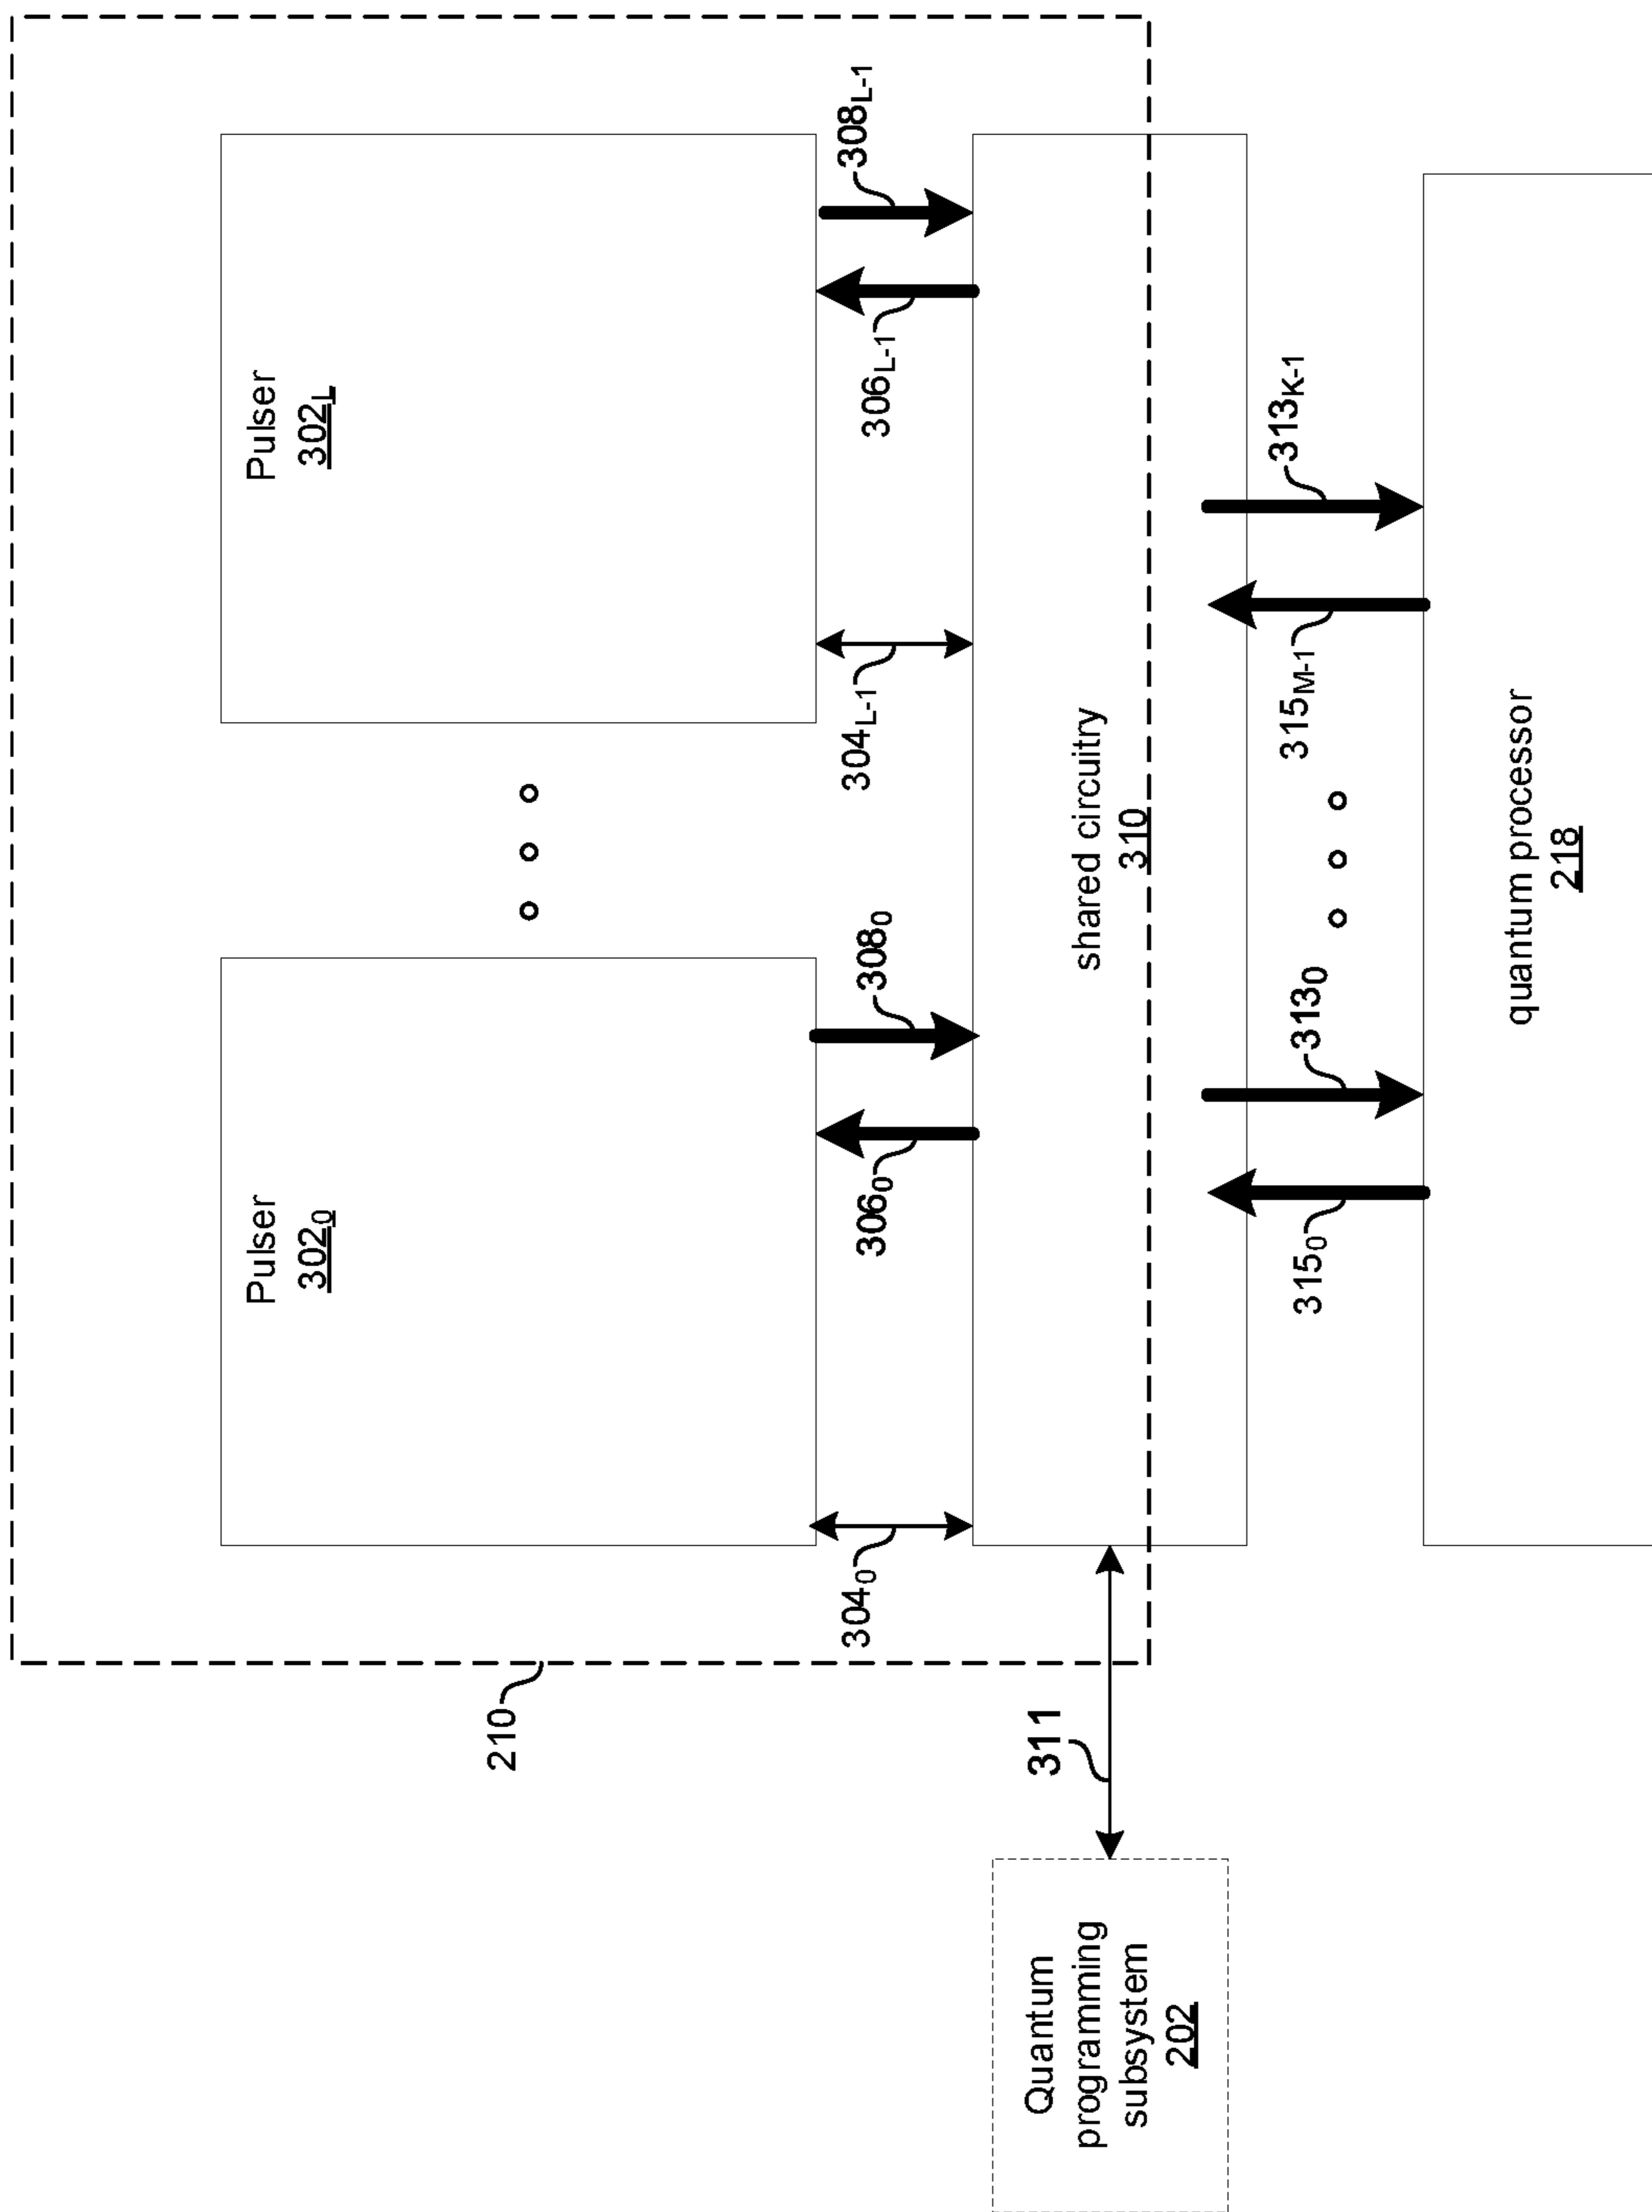 210
Pulser
302₀
Pulser
302L
304₀
306₀
308₀
304L-1
306L-1
308L-1
Quantum
programming
subsystem
202
311
shared circuitry
310
315₀
313₀
315M-1
313K-1
quantum processor
218